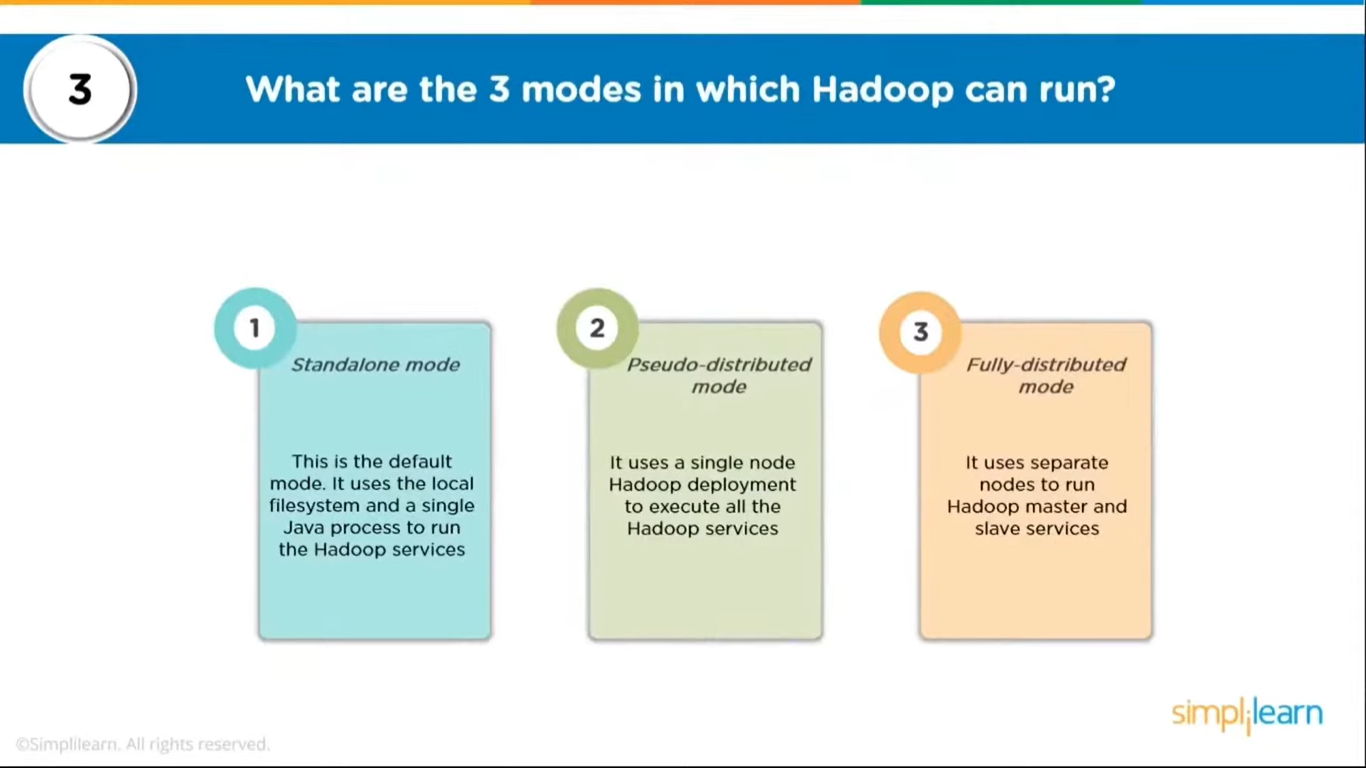 3
What are the 3 modes in which Hadoop can run?
1
Standalone mode
This is the default
mode. It uses the local
filesystem and a single
Java process to run
the Hadoop services
2
Pseudo-distributed
mode
It uses a single node
Hadoop deployment
to execute all the
Hadoop services
3
Fully-distributed
mode
It uses separate
nodes to run
Hadoop master and
slave services
simplilearn
©Simplilearn. All rights reserved.